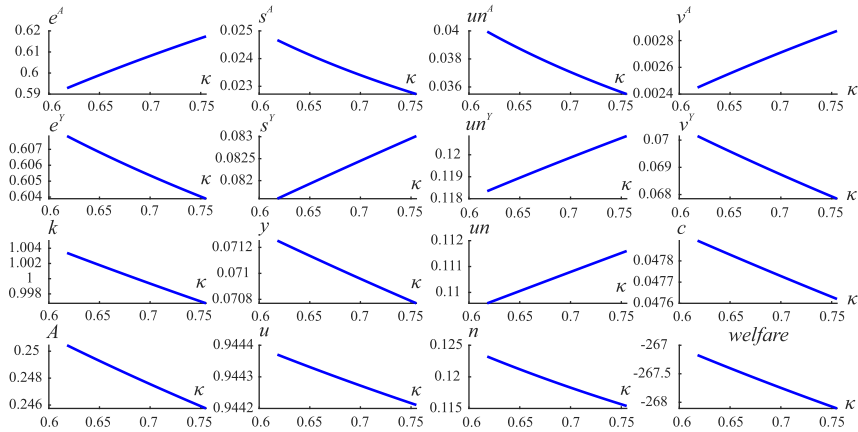 e^A s^A un^A v^A
0.62 0.025 0.04
0.61 0.024 0.038 0.0028
0.6 κ κ κ 0.0026
0.59 0.023 0.036 0.0024 κ
0.6 0.65 0.7 0.75 0.6 0.65 0.7 0.75 0.6 0.65 0.7 0.75 0.6 0.65 0.7 0.75
e^Y s^Y un^Y v^Y
0.607 0.083 0.12 0.07
0.606 0.0825 0.069
0.605 κ 0.082 κ 0.119 κ
0.604 0.118 0.068 κ
0.6 0.65 0.7 0.75 0.6 0.65 0.7 0.75 0.6 0.65 0.7 0.75 0.6 0.65 0.7 0.75
k y un c
1.004 0.0712 0.112
1.002 0.071 0.111 0.0478
1 κ κ κ 0.0477
0.998 0.0708 0.11 0.0476 κ
0.6 0.65 0.7 0.75 0.6 0.65 0.7 0.75 0.6 0.65 0.7 0.75 0.6 0.65 0.7 0.75
A u n welfare
0.25 0.9444 0.125 -267
0.248 0.9443 0.12 -267.5
0.246 κ 0.9442 κ 0.115 κ -268 κ
0.6 0.65 0.7 0.75 0.6 0.65 0.7 0.75 0.6 0.65 0.7 0.75 0.6 0.65 0.7 0.75